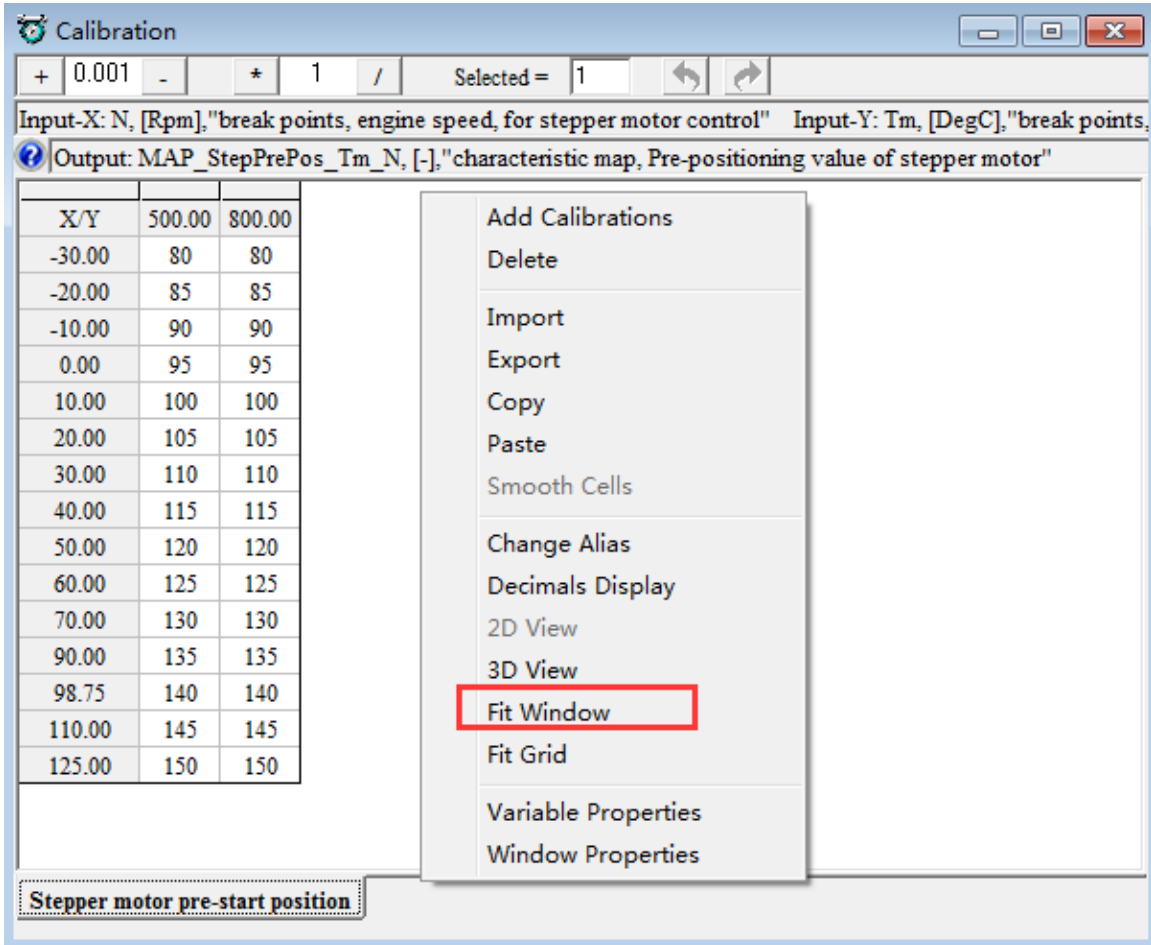 Calibration
+ 0.001 - * 1 / Selected = 1
Input-X: N, [Rpm],"break points, engine speed, for stepper motor control" Input-Y: Tm, [DegC],"break points,
Output: MAP_StepPrePos_Tm_N, [-],"characteristic map, Pre-positioning value of stepper motor"
X/Y 500.00 800.00
-30.00 80 80
-20.00 85 85
-10.00 90 90
0.00 95 95
10.00 100 100
20.00 105 105
30.00 110 110
40.00 115 115
50.00 120 120
60.00 125 125
70.00 130 130
90.00 135 135
98.75 140 140
110.00 145 145
125.00 150 150
Add Calibrations
Delete
Import
Export
Copy
Paste
Smooth Cells
Change Alias
Decimals Display
2D View
3D View
Fit Window
Fit Grid
Variable Properties
Window Properties
Stepper motor pre-start position